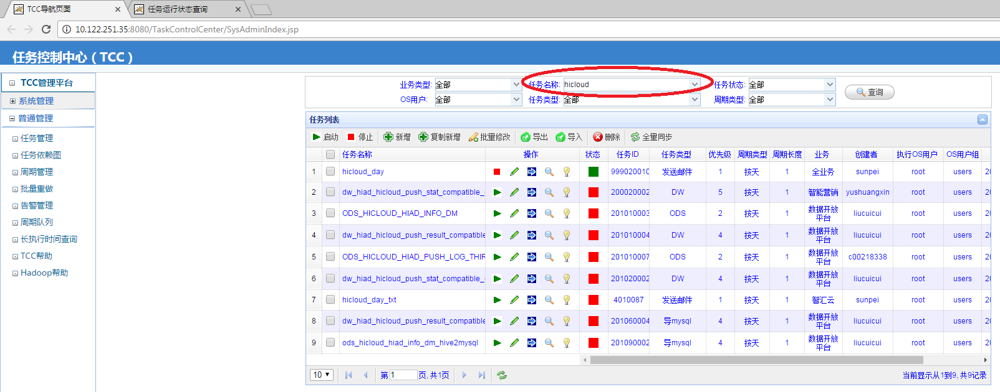 TCC导航页面 任务运行状态查询
10.122.251.35:8080/TaskControlCenter/SysAdminIndex.jsp
任务控制中心 ( TCC )
TCC管理平台
系统管理
普通管理
任务管理
任务依赖图
周期管理
批量重做
告警管理
周期队列
长执行时间查询
TCC帮助
Hadoop帮助
业务类型: 全部 任务名称: hicloud 任务状态: 全部
OS用户: 全部 任务类型: 全部 周期类型: 全部 查询
任务列表
启动 停止 新增 复制新增 批量修改 导出 导入 删除 全量同步
任务名称 操作 状态 任务ID 任务类型 优先级 周期类型 周期长度 业务 创建者 执行OS用户 OS用户组
1 hicloud_day 999020010 发送邮件 1 按天 1 全业务 sunpei root users 20
2 dw_hiad_hicloud_push_stat_compatible_ 200020002 DW 5 按天 1 智能营销 yushuangxin root users 20
3 ODS_HICLOUD_HIAD_INFO_DM 201010003 ODS 2 按天 1 数据开放平台 liucuicui root users 20
4 dw_hiad_hicloud_push_result_compatible 201010004 DW 4 按天 1 数据开放平台 liucuicui root users 20
5 ODS_HICLOUD_HIAD_PUSH_LOG_THIR 201010007 ODS 2 按天 1 数据开放平台 c00218338 root users 20
6 dw_hiad_hicloud_push_stat_compatible_ 201020002 DW 4 按天 1 数据开放平台 liucuicui root users 20
7 hicloud_day_txt 4010087 发送邮件 1 按天 1 智汇云 sunpei root users 20
8 dw_hiad_hicloud_push_result_compatible 201060004 导mysql 4 按天 1 数据开放平台 liucuicui root users 20
9 ods_hicloud_hiad_info_dm_hive2mysql 201090002 导mysql 4 按天 1 数据开放平台 liucuicui root users 20
10 第 1 页, 共1页 当前显示从1到9, 共9记录